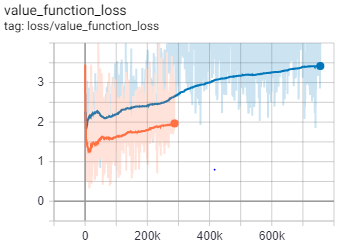 value_function_loss
tag: loss/value_function_loss
3
2
1
0
0
200k
400k
600k